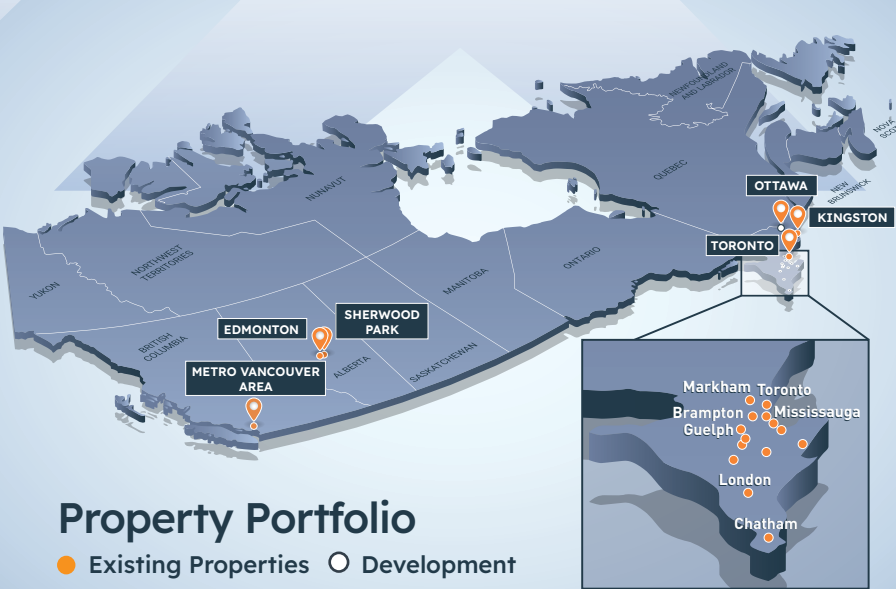 NEWFOUNDLAND
AND LABRADOR
NOVA
QUEBEC
NUNAVUT
OTTAWA
NEW
BRUNSWICK
KINGSTON
TORONTO
NORTHWEST
TERRITORIES
ONTARIO
MANITOBA
YUKON
BRITISH
COLUMBIA
EDMONTON
SHERWOOD
PARK
ALBERTA
SASKATCHEWAN
METRO VANCOUVER
AREA
Markham
Toronto
Brampton
Mississauga
Guelph
London
Chatham
Property Portfolio
Existing Properties
Development